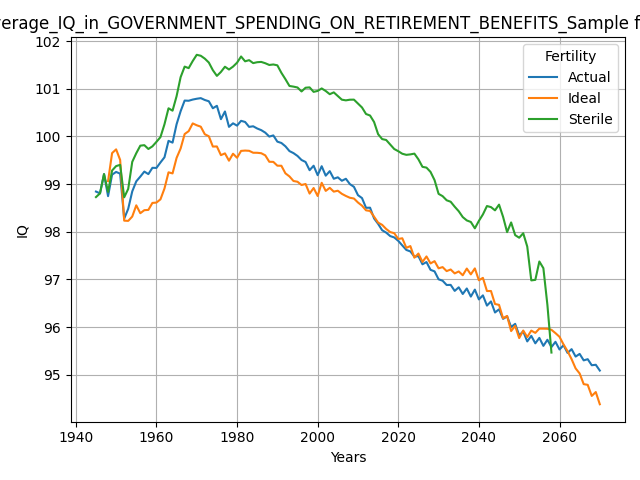 verage_IQ_in_GOVERNMENT_SPENDING_ON_RETIREMENT_BENEFITS_Sample f
Fertility
Actual
Ideal
Sterile
IQ
102
101
100
99
98
97
96
95
1940 1960 1980 2000 2020 2040 2060
Years